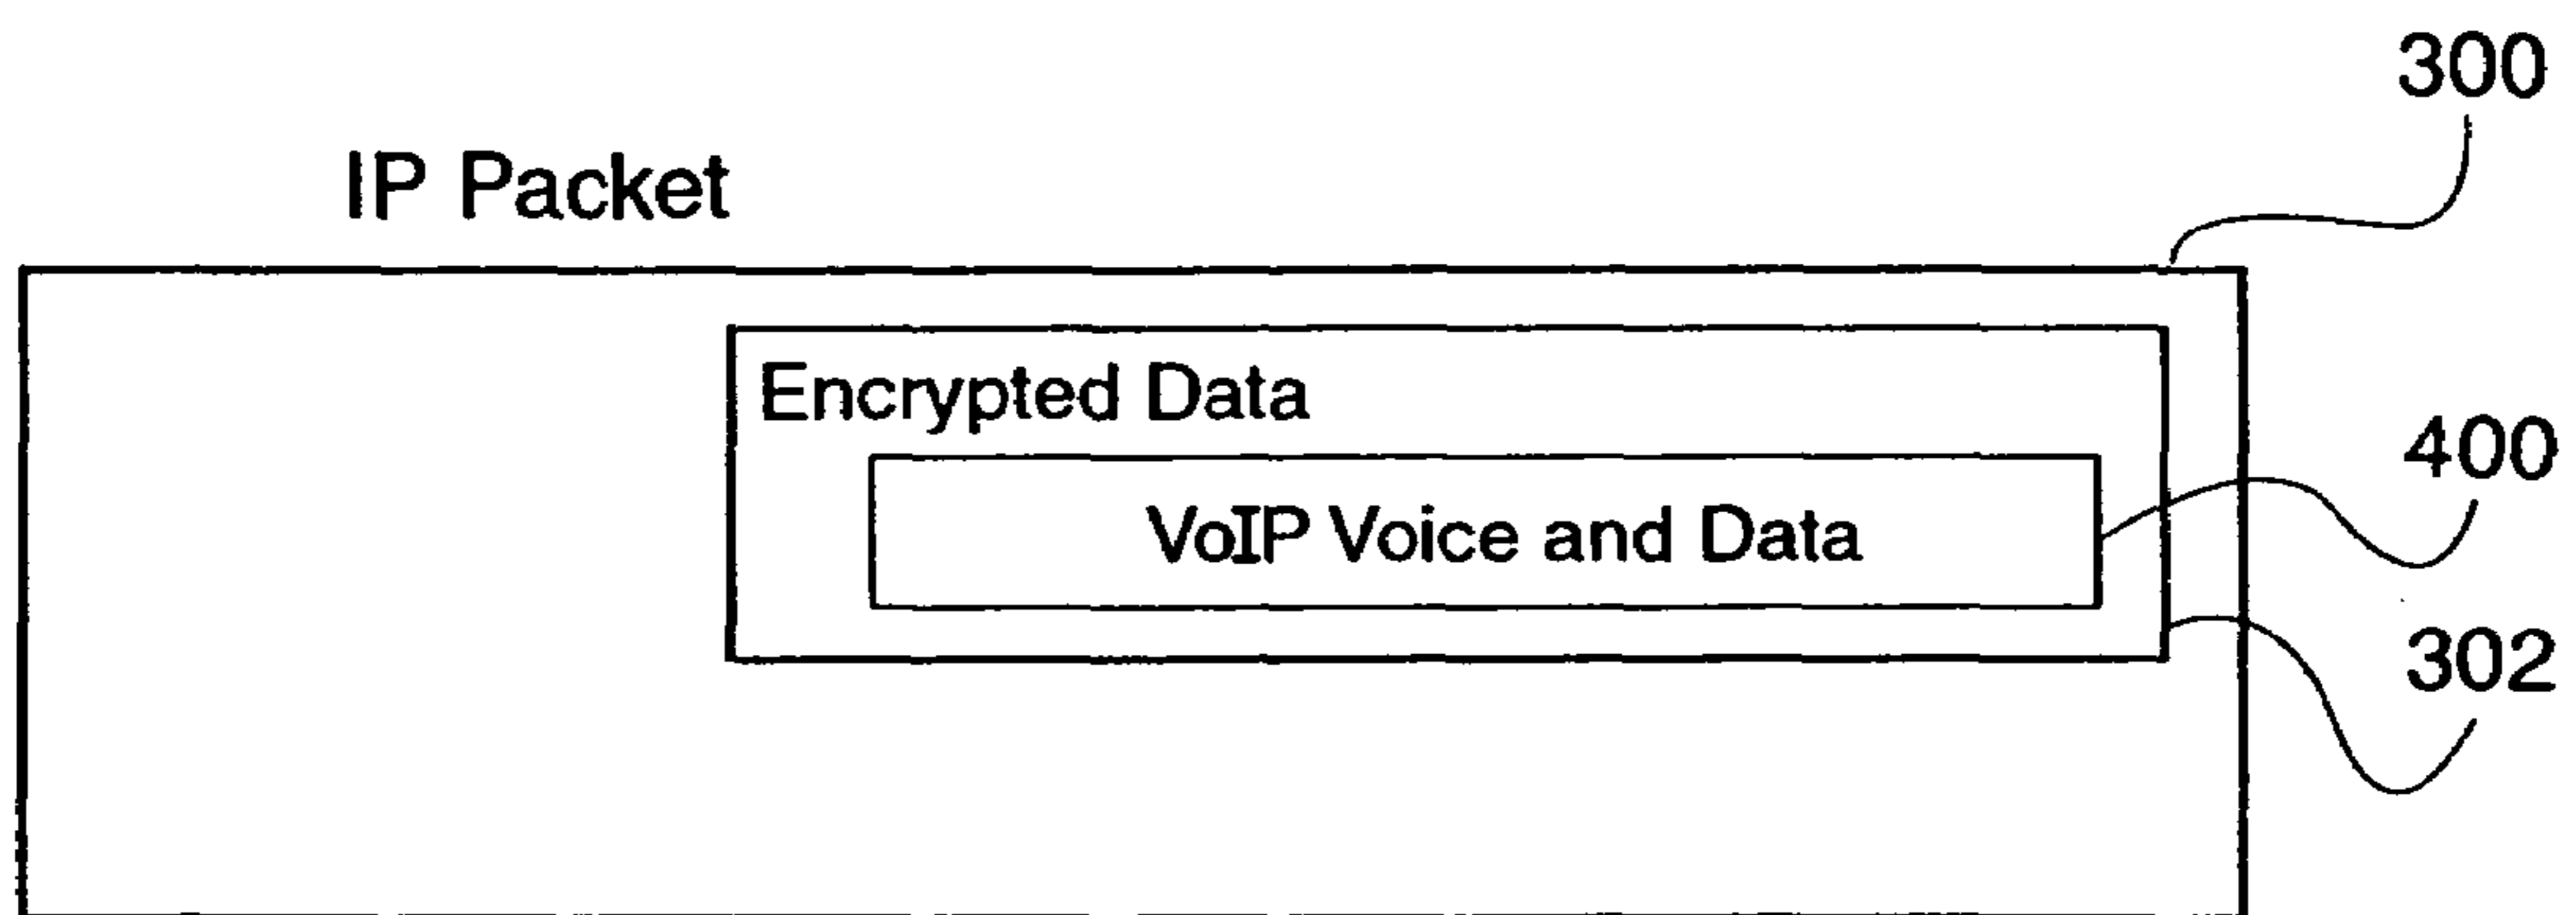 300
IP Packet
Encrypted Data
400
VoIP Voice and Data
302